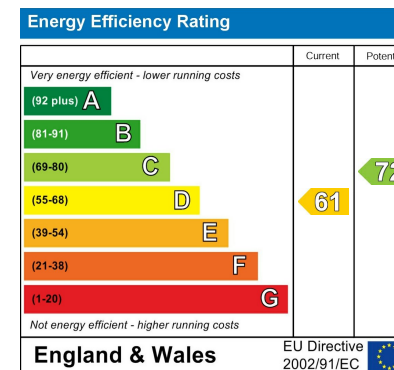 Energy Efficiency Rating
Current
Very energy efficient - lower running costs
(92 plus) A
(81-91) B
(69-80) C
(55-68) D
(39-54) E
(21-38) F
(1-20) G
61
Not energy efficient - higher running costs
England & Wales
EU Directive
2002/91/EC